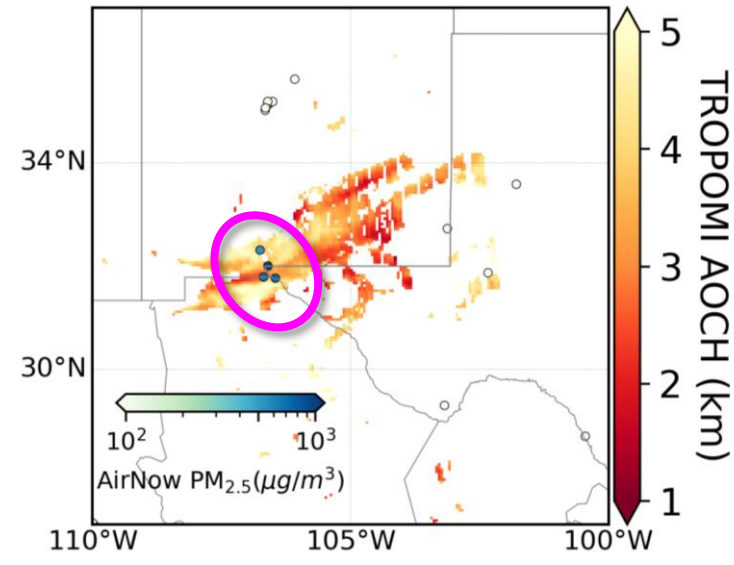 5
34°N
4
3
30°N
2
10² 10³
AirNow PM₂.₅(μg/m³)
1
110°W 105°W 100°W
TROPOMI AOCH (km)